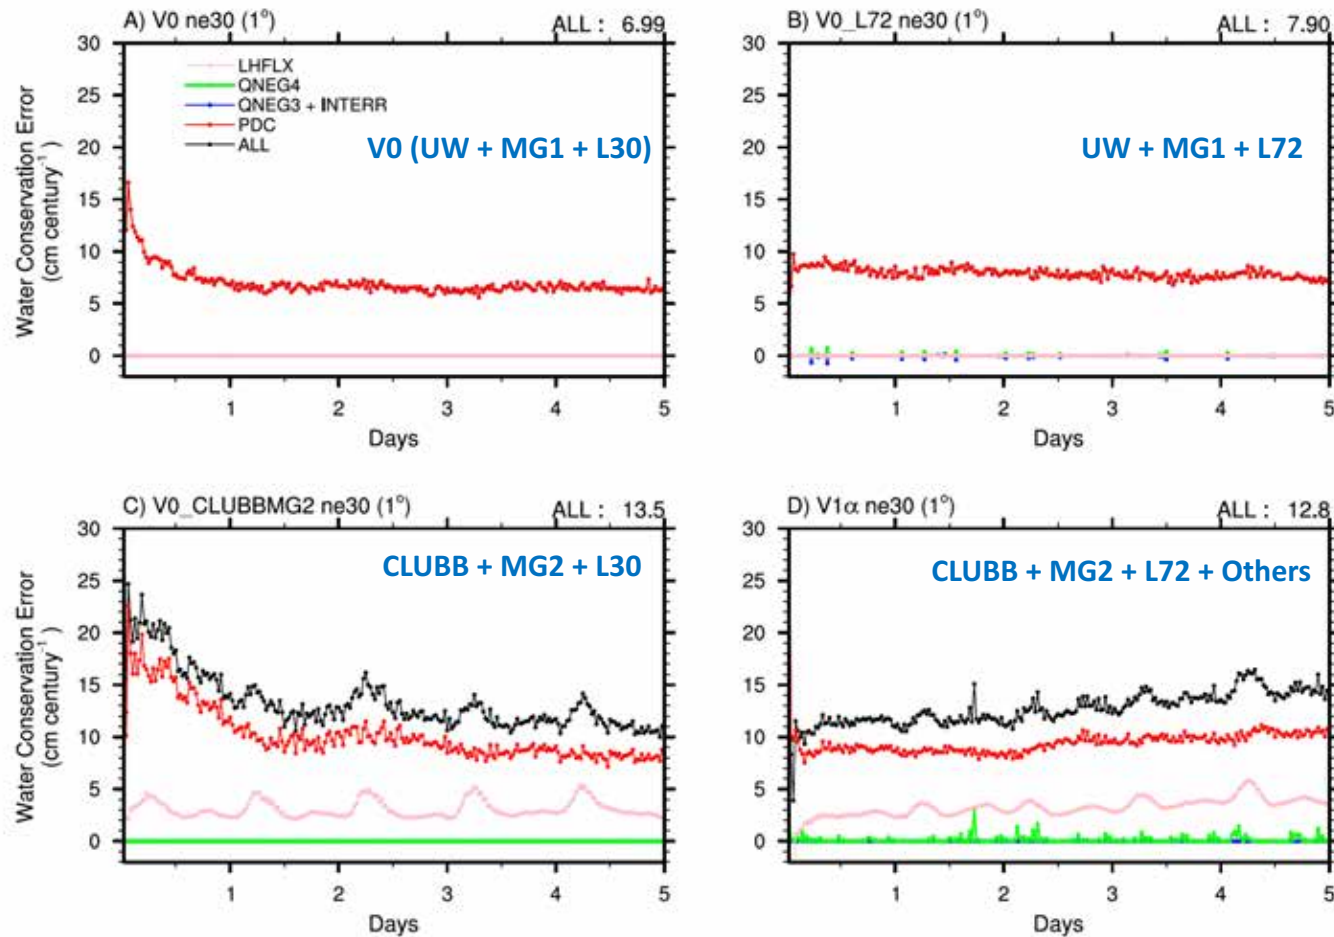 A) V0 ne30 (1°) ALL : 6.99
30
25
20
15
10
5
0
Water Conservation Error
(cm century⁻¹)
LHFLX
QNEG4
QNEG3 + INTERR
PDC
ALL
V0 (UW + MG1 + L30)
1 2 3 4 5
Days
B) V0_L72 ne30 (1°) ALL : 7.90
30
25
20
15
10
5
0
UW + MG1 + L72
1 2 3 4 5
Days
C) V0_CLUBBMG2 ne30 (1°) ALL : 13.5
30
25
20
15
10
5
0
Water Conservation Error
(cm century⁻¹)
CLUBB + MG2 + L30
1 2 3 4 5
Days
D) V1α ne30 (1°) ALL : 12.8
30
25
20
15
10
5
0
CLUBB + MG2 + L72 + Others
1 2 3 4 5
Days